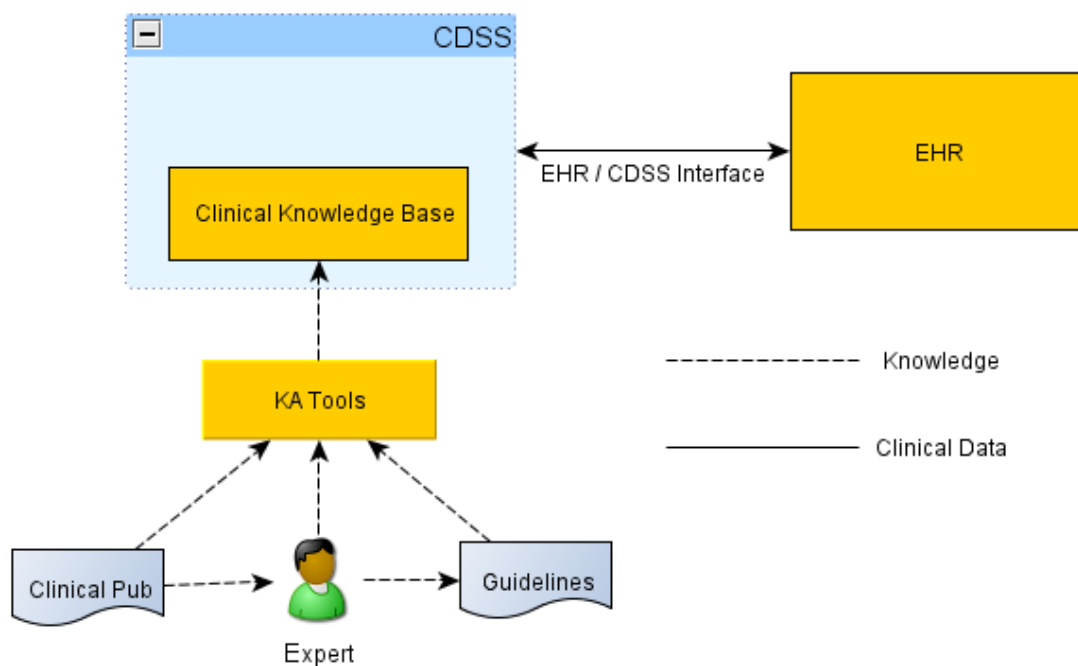 CDSS
EHR
EHR / CDSS Interface
Clinical Knowledge Base
Knowledge
KA Tools
Clinical Data
Clinical Pub
Guidelines
Expert